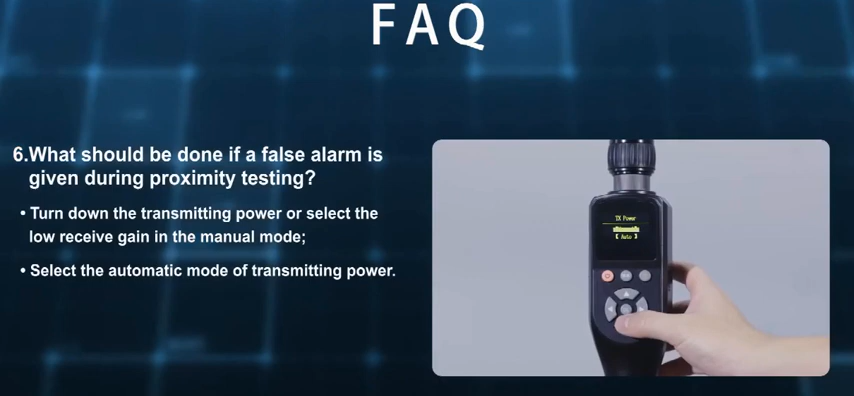 FAQ
6.What should be done if a false alarm is
given during proximity testing?
• Turn down the transmitting power or select the
low receive gain in the manual mode;
• Select the automatic mode of transmitting power.
TX Power
[ Auto ]